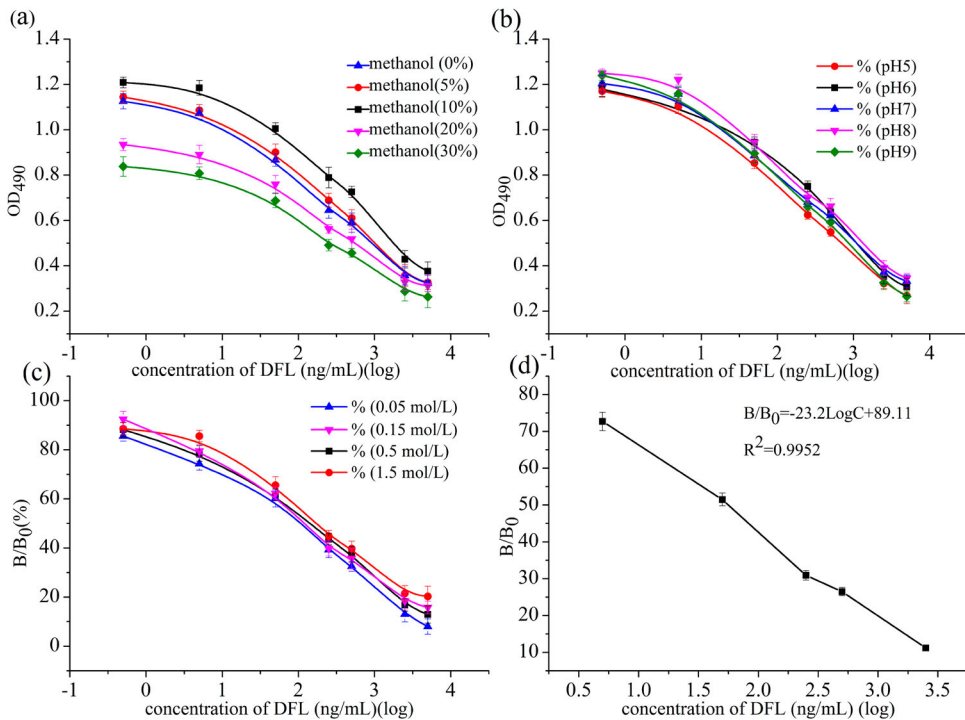 (a)
1.4
1.2
1.0
0.8
0.6
0.4
0.2
OD490
methanol (0%)
methanol(5%)
methanol(10%)
methanol(20%)
methanol(30%)
-1 0 1 2 3 4
concentration of DFL (ng/mL)(log)
(b)
1.4
1.2
1.0
0.8
0.6
0.4
0.2
OD490
% (pH5)
% (pH6)
% (pH7)
% (pH8)
% (pH9)
-1 0 1 2 3 4
concentration of DFL (ng/mL)(log)
(c)
100
80
60
40
20
0
B/B0(%)
% (0.05 mol/L)
% (0.15 mol/L)
% (0.5 mol/L)
% (1.5 mol/L)
-1 0 1 2 3 4
concentration of DFL (ng/mL)(log)
(d)
80
70
60
50
40
30
20
10
B/B0
B/B0=-23.2LogC+89.11
R2=0.9952
0.5 1.0 1.5 2.0 2.5 3.0 3.5
concentration of DFL (ng/mL) (log)